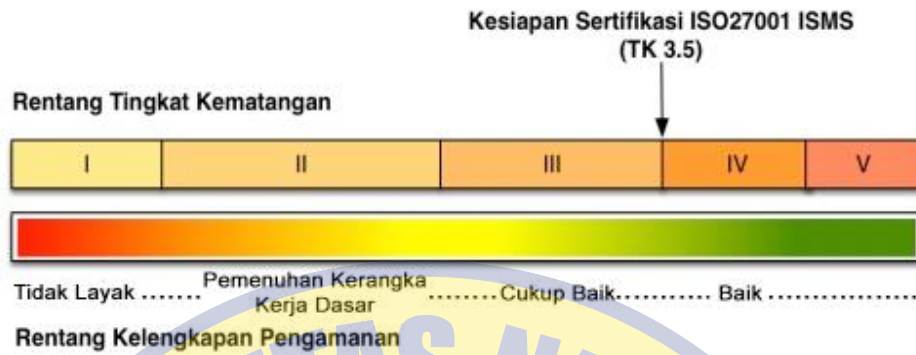 Kesiapan Sertifikasi ISO27001 ISMS
(TK 3.5)
Rentang Tingkat Kematangan
I II III IV V
Tidak Layak ....... Pemenuhan Kerangka Kerja Dasar ........ Cukup Baik........... Baik .................
Rentang Kelengkapan Pengamanan